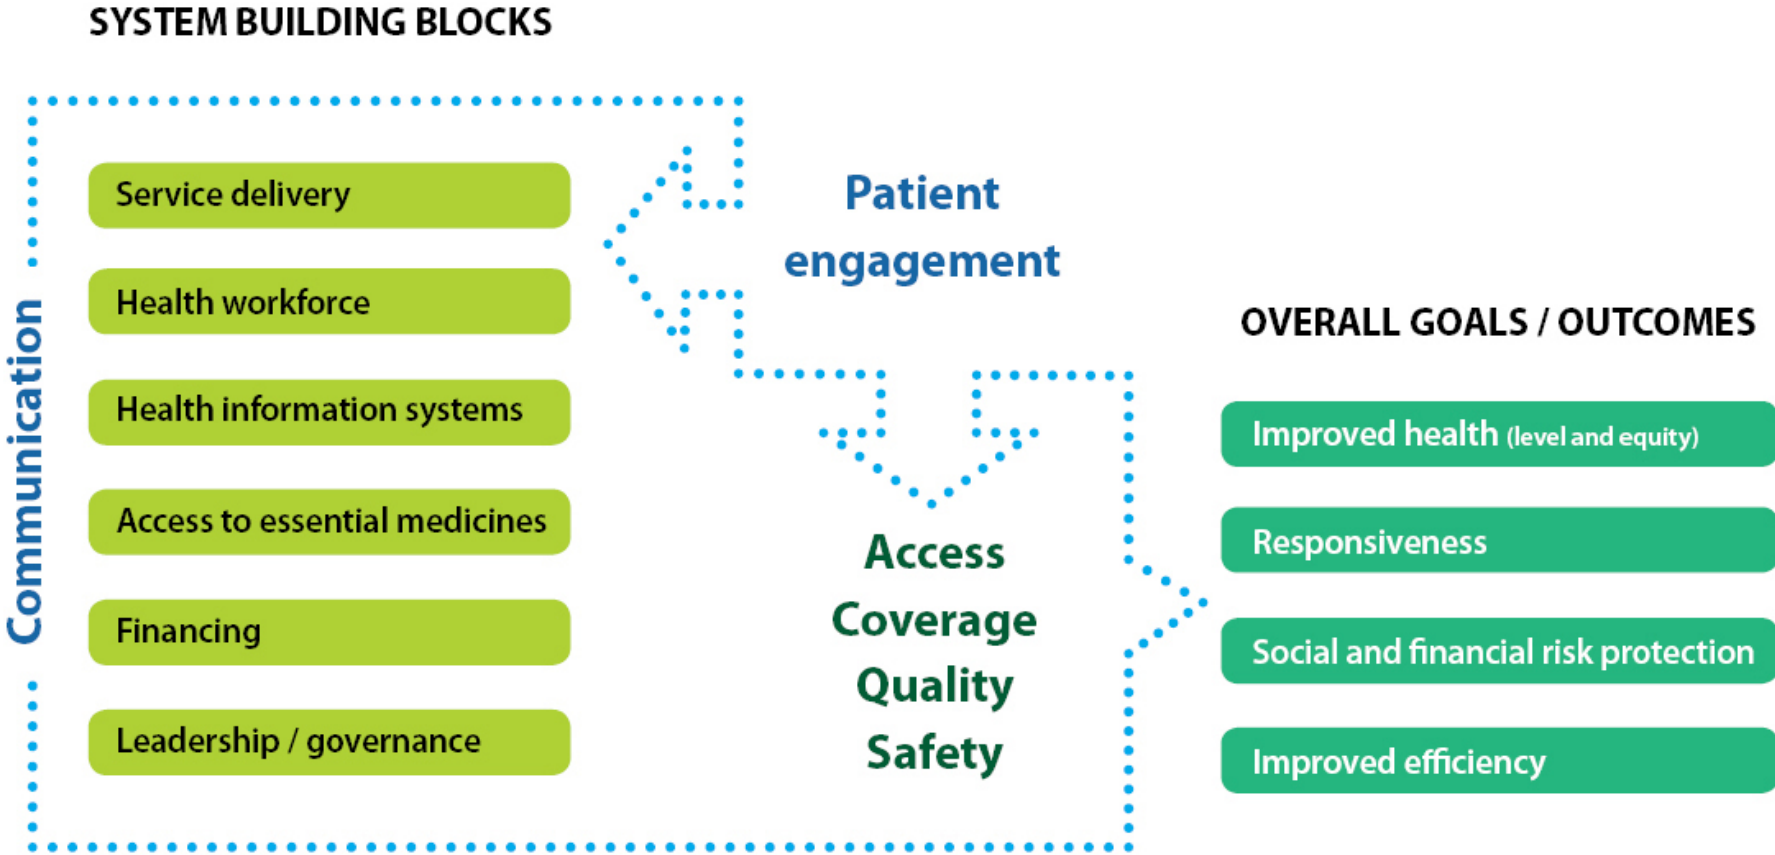 SYSTEM BUILDING BLOCKS
Communication
Service delivery
Health workforce
Health information systems
Access to essential medicines
Financing
Leadership / governance
Patient
engagement
Access
Coverage
Quality
Safety
OVERALL GOALS / OUTCOMES
Improved health (level and equity)
Responsiveness
Social and financial risk protection
Improved efficiency